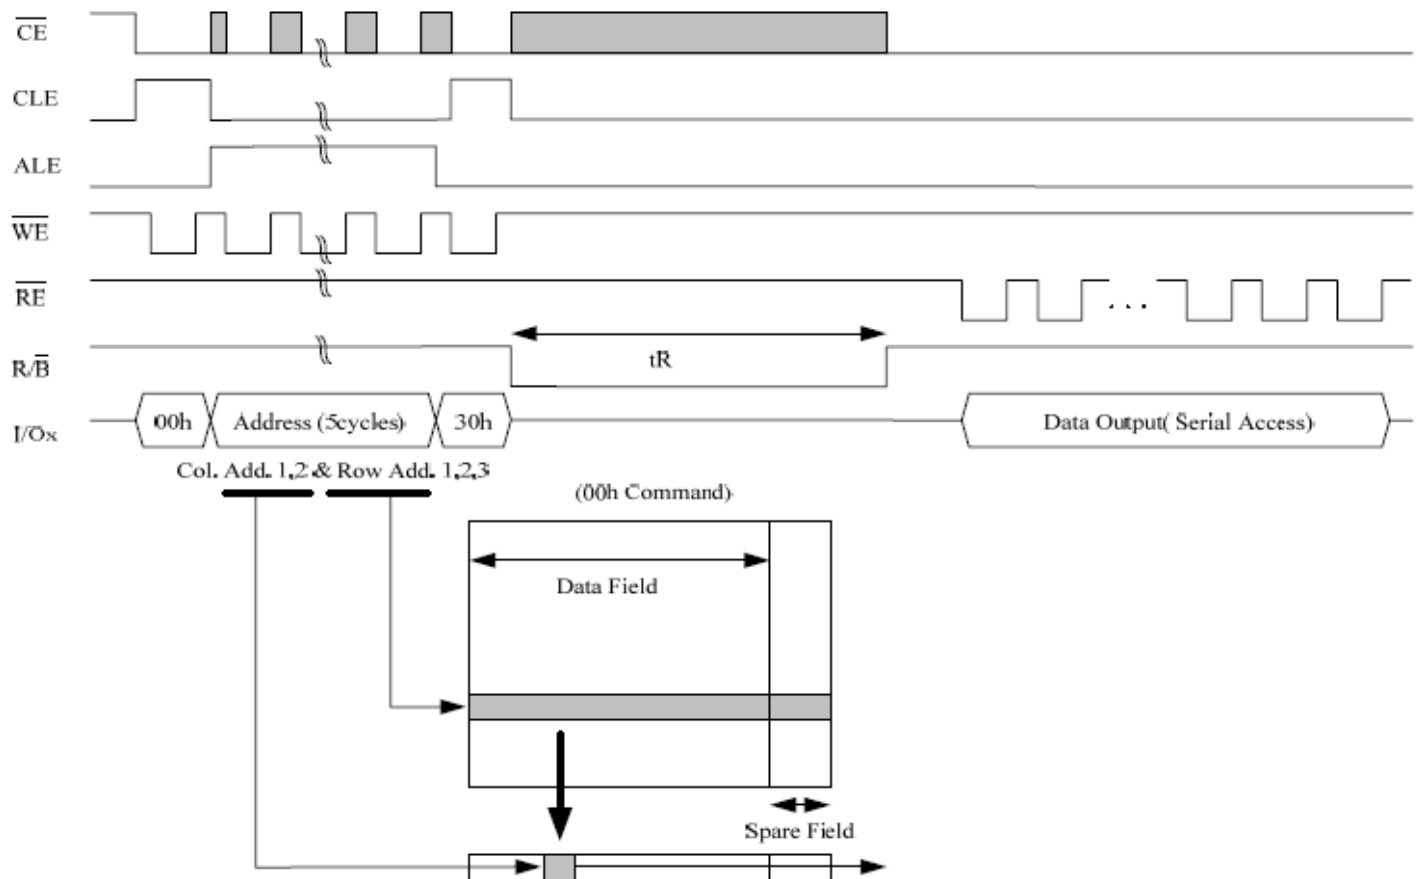 CE
CLE
ALE
WE
RE
. . .
R/B
tR
I/Ox
00h
Address (5cycles)
30h
Data Output( Serial Access)
Col. Add. 1,2 & Row Add. 1,2,3
(00h Command)
Data Field
Spare Field